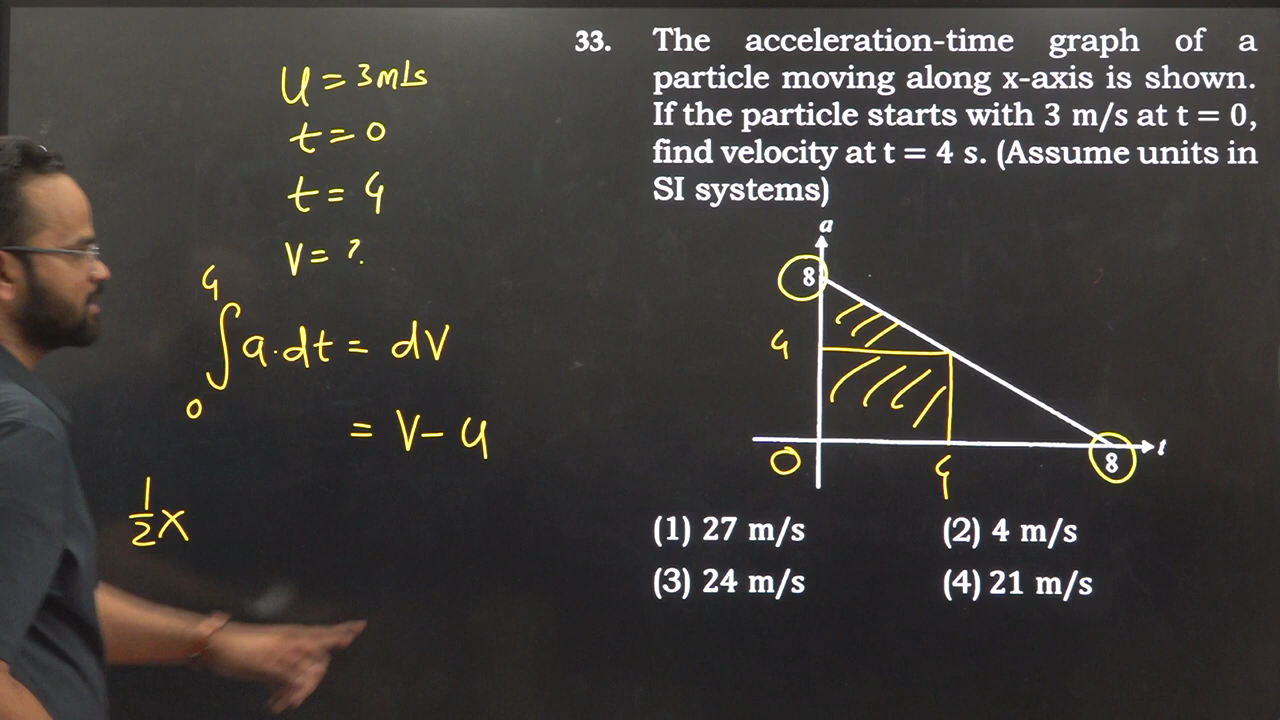 33. The acceleration-time graph of a
particle moving along x-axis is shown.
If the particle starts with 3 m/s at t = 0,
find velocity at t = 4 s. (Assume units in
SI systems)
a
8
4
O
4
8
t
(1) 27 m/s
(2) 4 m/s
(3) 24 m/s
(4) 21 m/s
u = 3 m/s
t = 0
t = 4
V = ?
4
∫ a·dt = dV
0
= V - u
1/2 ×